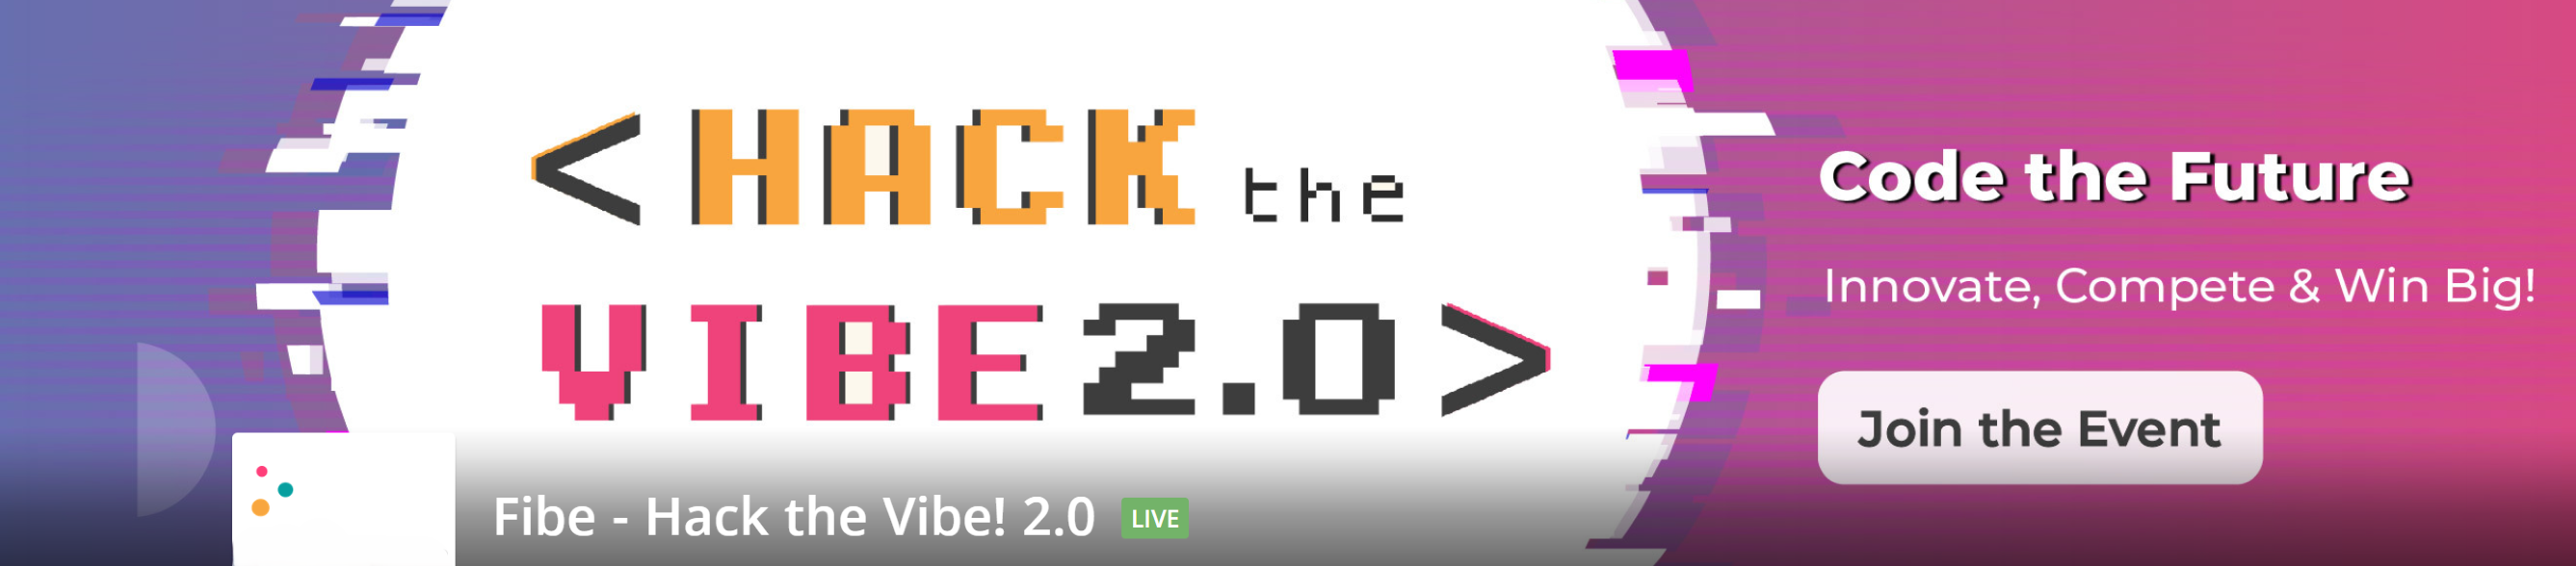 <HACK the
VIBE 2.0>
Code the Future
Innovate, Compete & Win Big!
Join the Event
Fibe - Hack the Vibe! 2.0 LIVE